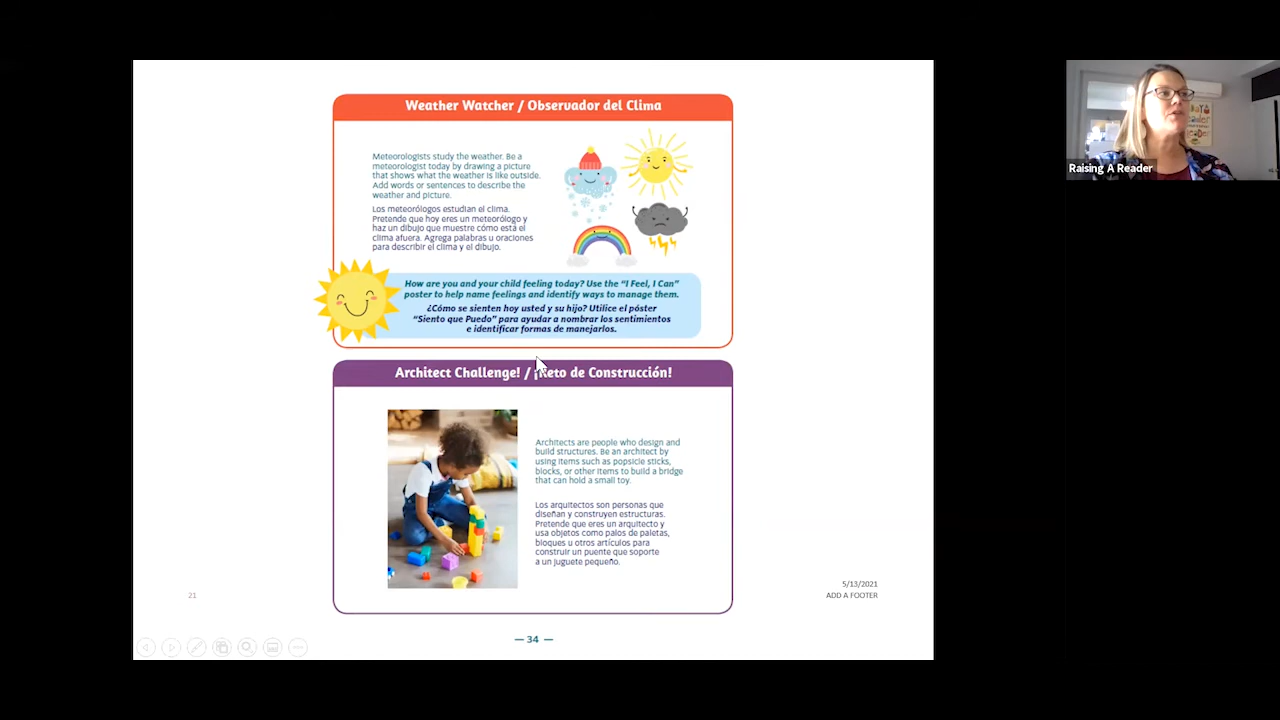 Weather Watcher / Observador del Clima
Meteorologists study the weather. Be a
meteorologist today by drawing a picture
that shows what the weather is like outside.
Add words or sentences to describe the
weather and picture.
Los meteorólogos estudian el clima.
Pretende que hoy eres un meteorólogo y
haz un dibujo que muestre cómo está el
clima afuera. Agrega palabras u oraciones
para describir el clima y el dibujo.
How are you and your child feeling today? Use the “I Feel, I Can”
poster to help name feelings and identify ways to manage them.
¿Cómo se sienten hoy usted y su hijo? Utilice el póster
“Siento que Puedo” para ayudar a nombrar los sentimientos
e identificar formas de manejarlos.
Architect Challenge! / ¡Reto de Construcción!
Architects are people who design and
build structures. Be an architect by
using items such as popsicle sticks,
blocks, or other items to build a bridge
that can hold a small toy.
Los arquitectos son personas que
diseñan y construyen estructuras.
Pretende que eres un arquitecto y
usa objetos como palos de paletas,
bloques u otros artículos para
construir un puente que soporte
a un juguete pequeño.
21
5/13/2021
ADD A FOOTER
— 34 —
Raising A Reader